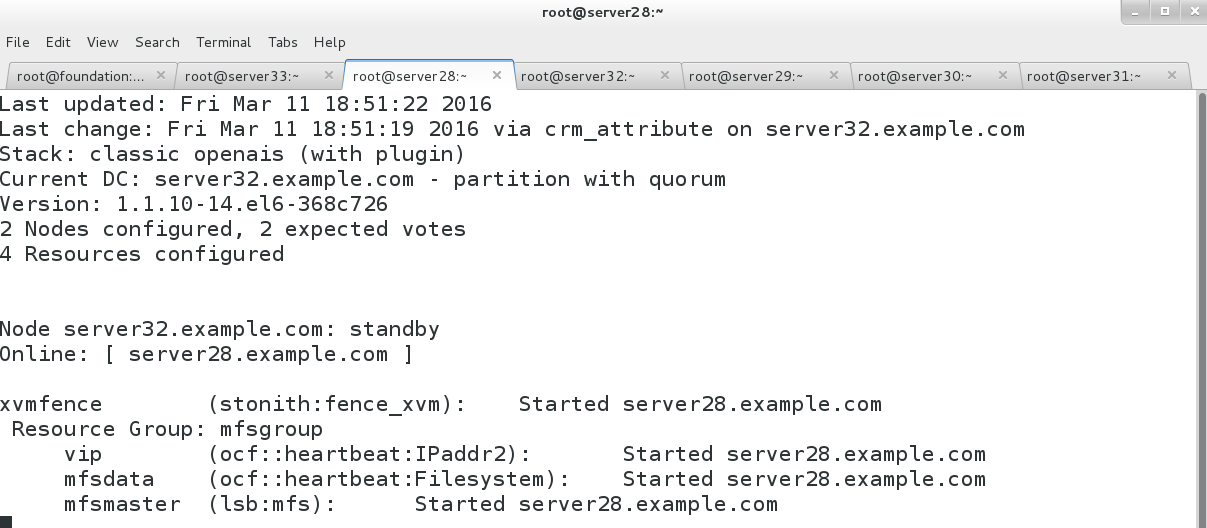 root@server28:~
File Edit View Search Terminal Tabs Help
root@foundation:... root@server33:~ root@server28:~ root@server32:~ root@server29:~ root@server30:~ root@server31:~
Last updated: Fri Mar 11 18:51:22 2016
Last change: Fri Mar 11 18:51:19 2016 via crm_attribute on server32.example.com
Stack: classic openais (with plugin)
Current DC: server32.example.com - partition with quorum
Version: 1.1.10-14.el6-368c726
2 Nodes configured, 2 expected votes
4 Resources configured
Node server32.example.com: standby
Online: [ server28.example.com ]
xvmfence (stonith:fence_xvm): Started server28.example.com
Resource Group: mfsgroup
vip (ocf::heartbeat:IPaddr2): Started server28.example.com
mfsdata (ocf::heartbeat:Filesystem): Started server28.example.com
mfsmaster (lsb:mfs): Started server28.example.com